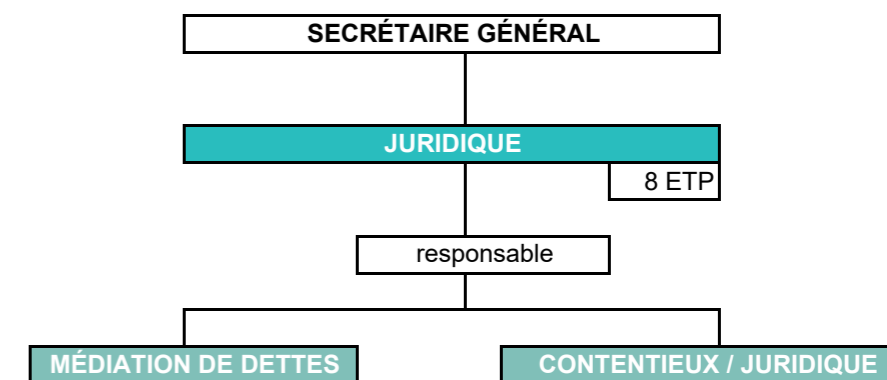 SECRÉTAIRE GÉNÉRAL
JURIDIQUE
8 ETP
responsable
MÉDIATION DE DETTES
CONTENTIEUX / JURIDIQUE